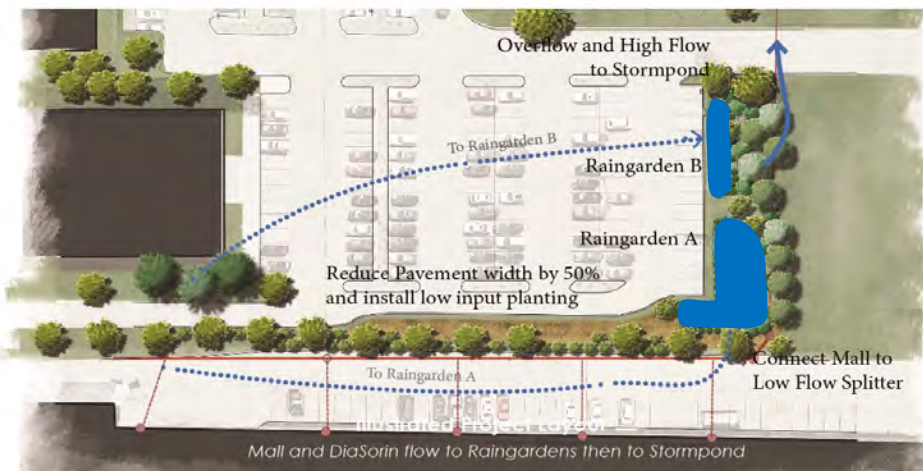 Overflow and High Flow
to Stormpond
To Raingarden B
Raingarden B
Raingarden A
Reduce Pavement width by 50%
and install low input planting
Connect Mall to
Low Flow Splitter
To Raingarden A
Illustrated Project Layout
Mall and DiaSorin flow to Raingardens then to Stormpond